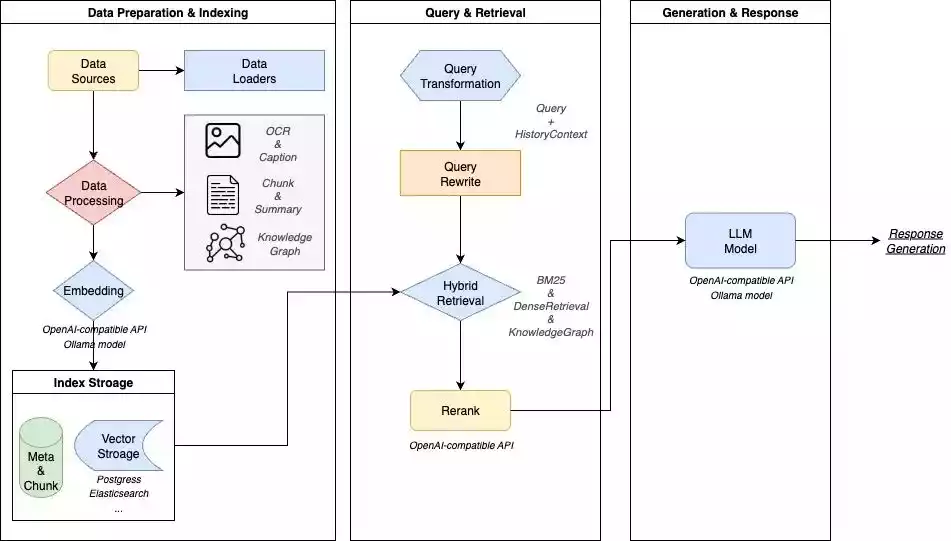 Data Preparation & Indexing
Data
Sources
Data
Loaders
OCR
&
Caption
Chunk
&
Summary
Knowledge
Graph
Data
Processing
Embedding
OpenAI-compatible API
Ollama model
Index Stroage
Meta
&
Chunk
Vector
Stroage
Postgress
Elasticsearch
...
Query & Retrieval
Query
Transformation
Query
+
HistoryContext
Query
Rewrite
Hybrid
Retrieval
BM25
&
DenseRetrieval
&
KnowledgeGraph
Rerank
OpenAI-compatible API
Generation & Response
LLM
Model
OpenAI-compatible API
Ollama model
Response
Generation